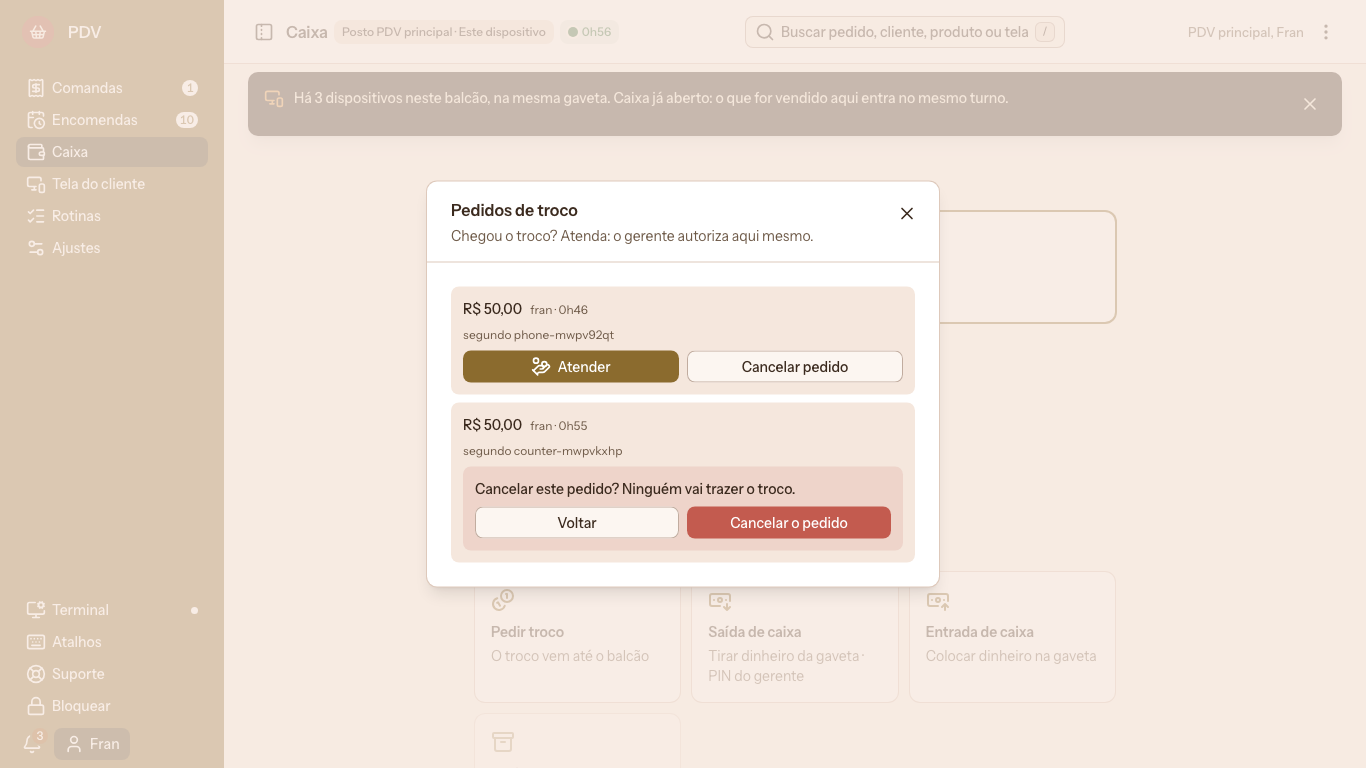 PDV
Caixa
Posto PDV principal · Este dispositivo
0h56
Buscar pedido, cliente, produto ou tela
/
PDV principal, Fran
Comandas
1
Encomendas
10
Caixa
Tela do cliente
Rotinas
Ajustes
Há 3 dispositivos neste balcão, na mesma gaveta. Caixa já aberto: o que for vendido aqui entra no mesmo turno.
Pedidos de troco
Chegou o troco? Atenda: o gerente autoriza aqui mesmo.
R$ 50,00 fran · 0h46
segundo phone-mwpv92qt
Atender
Cancelar pedido
R$ 50,00 fran · 0h55
segundo counter-mwpvkxhp
Cancelar este pedido? Ninguém vai trazer o troco.
Voltar
Cancelar o pedido
Pedir troco
O troco vem até o balcão
Saída de caixa
Tirar dinheiro da gaveta ·
PIN do gerente
Entrada de caixa
Colocar dinheiro na gaveta
Terminal
Atalhos
Suporte
Bloquear
3
Fran